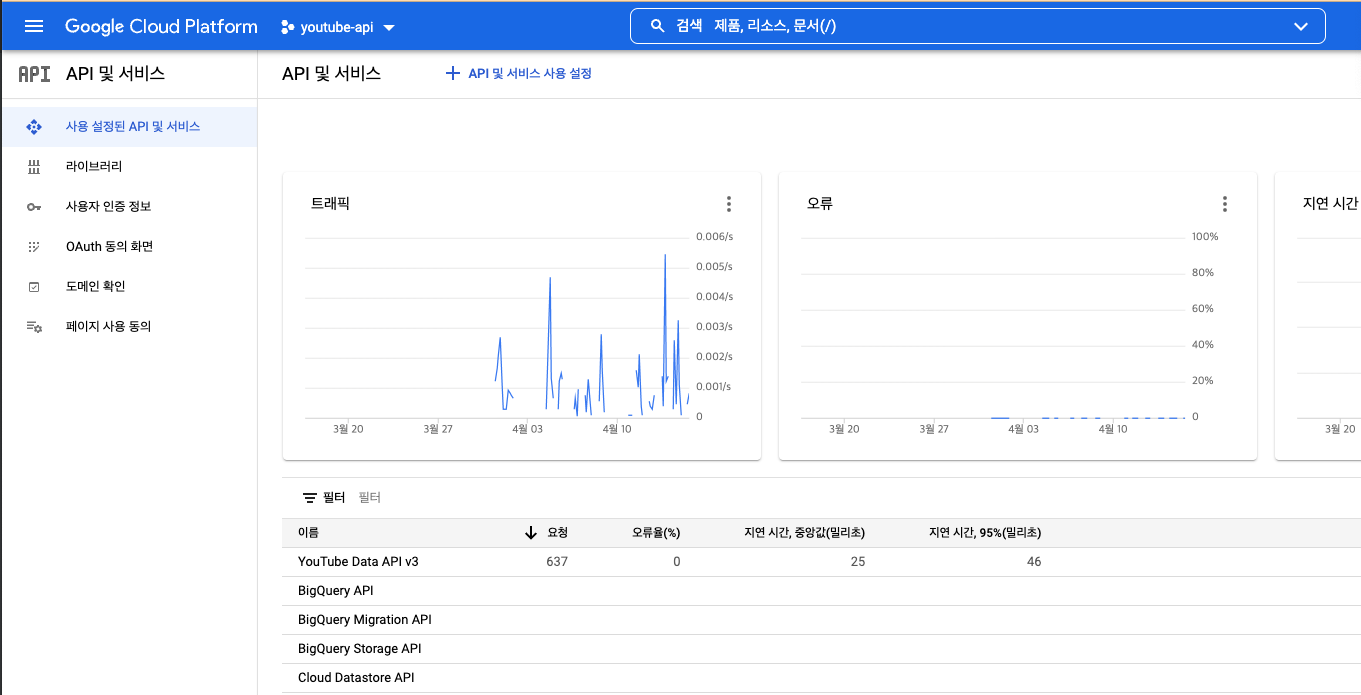 Google Cloud Platform youtube-api 검색 제품, 리소스, 문서(/)
API API 및 서비스
API 및 서비스 API 및 서비스 사용 설정
사용 설정된 API 및 서비스
라이브러리
사용자 인증 정보
OAuth 동의 화면
도메인 확인
페이지 사용 동의
트래픽
0.006/s
0.005/s
0.004/s
0.003/s
0.002/s
0.001/s
0
3월 20 3월 27 4월 03 4월 10
오류
100%
80%
60%
40%
20%
0
3월 20 3월 27 4월 03 4월 10
지연 시간
3월 20
필터 필터
이름 요청 오류율(%) 지연 시간, 중앙값(밀리초) 지연 시간, 95%(밀리초)
YouTube Data API v3 637 0 25 46
BigQuery API
BigQuery Migration API
BigQuery Storage API
Cloud Datastore API